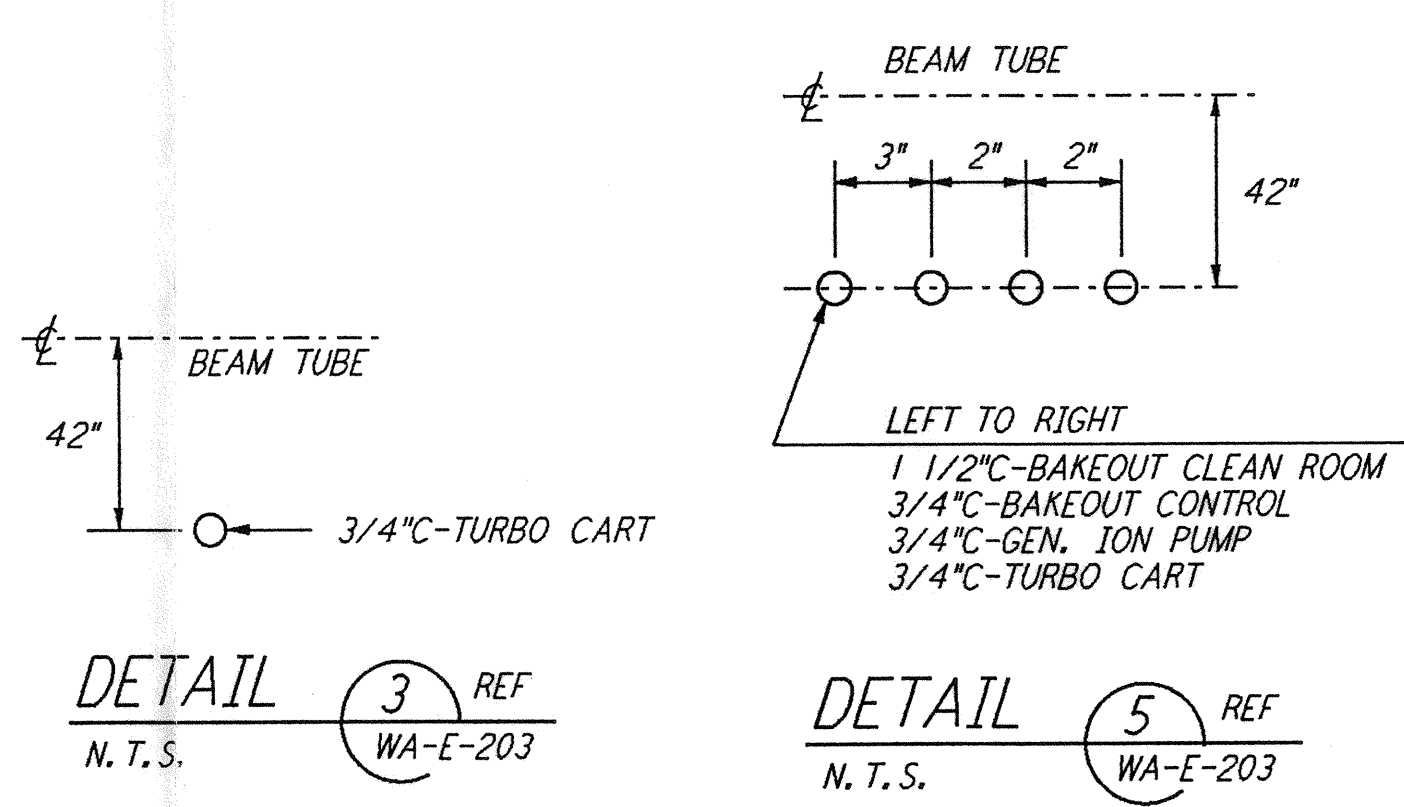 BEAM TUBE
42"
3/4"C-TURBO CART
DETAIL 3 REF
N.T.S. WA-E-203
BEAM TUBE
3" 2" 2"
42"
LEFT TO RIGHT
1 1/2"C-BAKEOUT CLEAN ROOM
3/4"C-BAKEOUT CONTROL
3/4"C-GEN. ION PUMP
3/4"C-TURBO CART
DETAIL 5 REF
N.T.S. WA-E-203